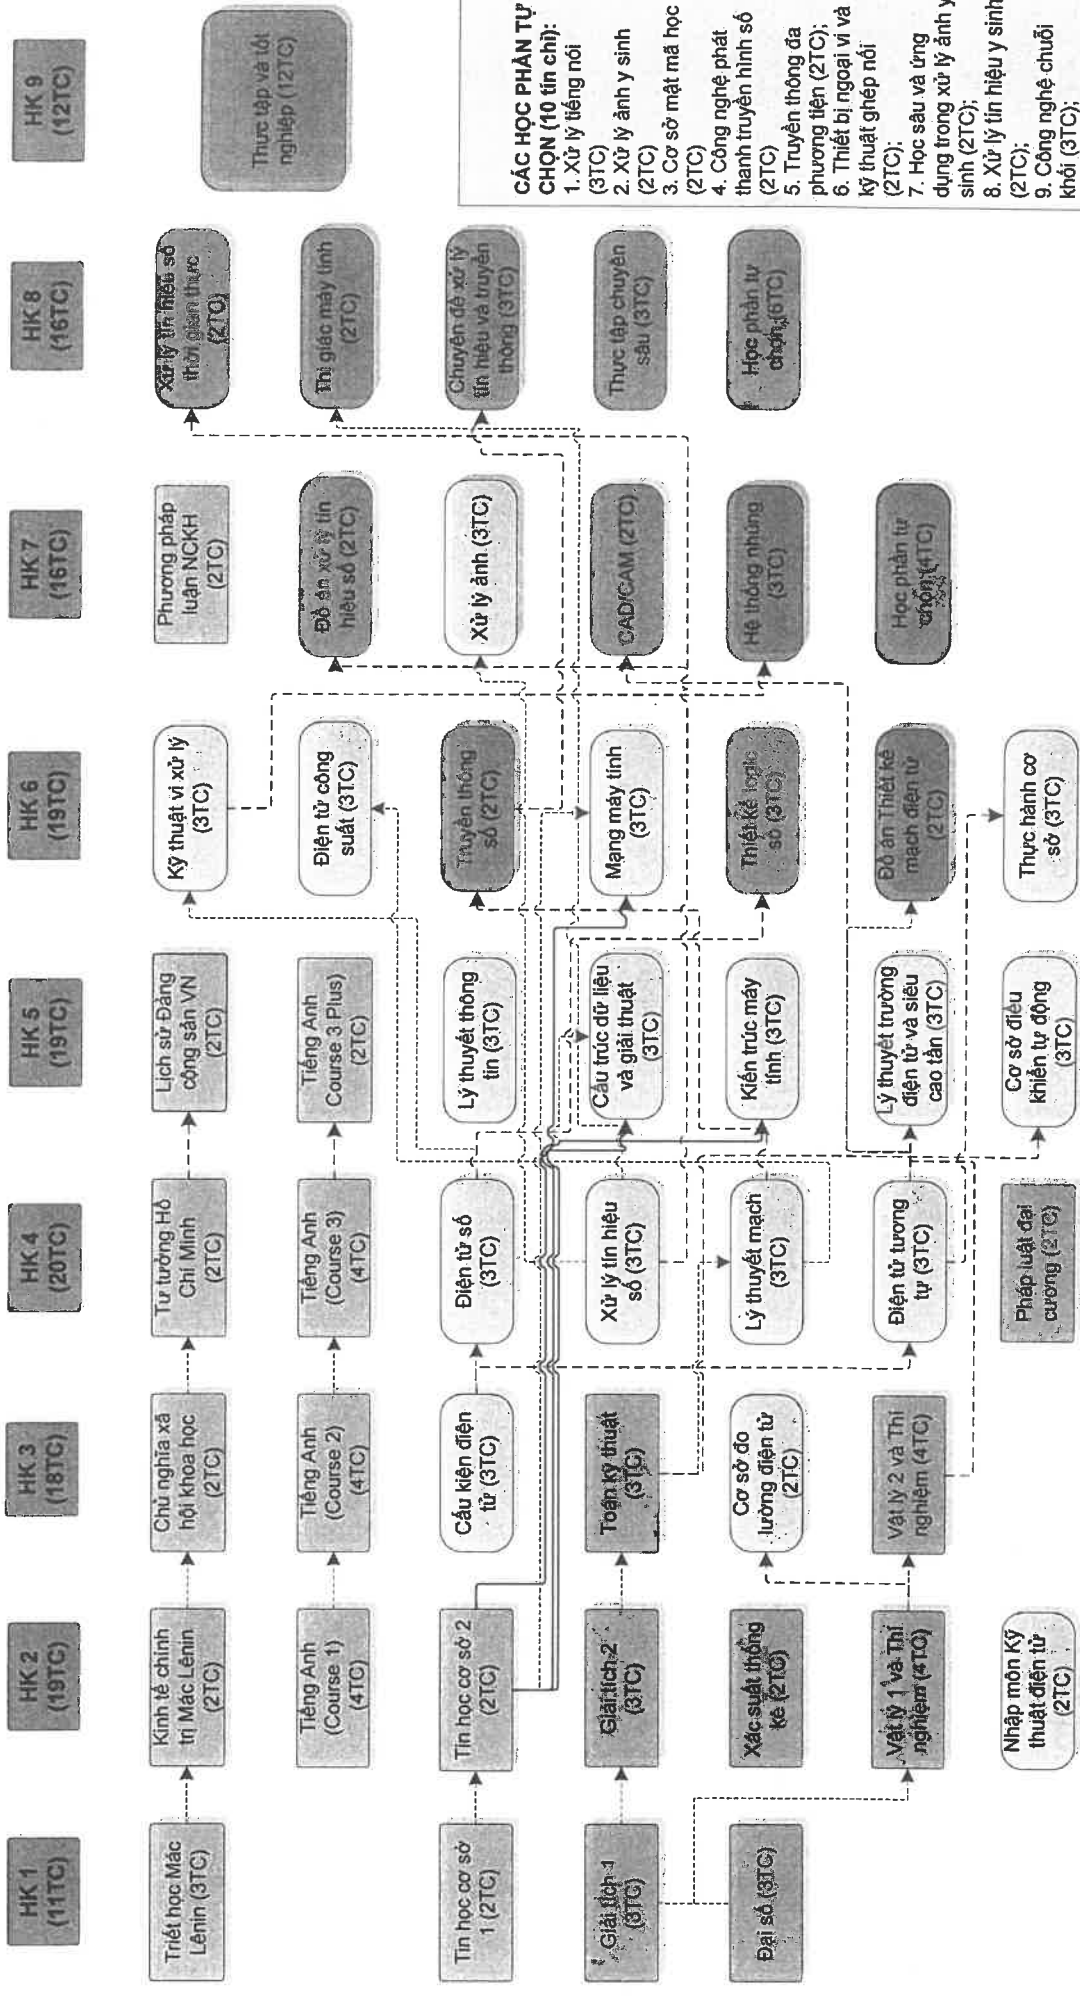 HK 1
(11TC)
HK 2
(19TC)
HK 3
(18TC)
HK 4
(20TC)
HK 5
(19TC)
HK 6
(19TC)
HK 7
(16TC)
HK 8
(16TC)
HK 9
(12TC)
Triết học Mác
Lênin (3TC)
Kinh tế chính
trị Mác Lênin
(2TC)
Chủ nghĩa xã
hội khoa học
(2TC)
Tư tưởng Hồ
Chí Minh
(2TC)
Lịch sử Đảng
cộng sản VN
(2TC)
Kỹ thuật vi xử lý
(3TC)
Phương pháp
luận NCKH
(2TC)
Xử lý tín hiệu số
thời gian thực
(2TC)
Thực tập và tốt
nghiệp (12TC)
Tiếng Anh
(Course 1)
(4TC)
Tiếng Anh
(Course 2)
(4TC)
Tiếng Anh
(Course 3)
(4TC)
Tiếng Anh
Course 3 Plus)
(2TC)
Điện tử công
suất (3TC)
Đồ án xử lý tín
hiệu số (2TC)
Thị giác máy tính
(2TC)
Tin học cơ sở
1 (2TC)
Tin học cơ sở 2
(2TC)
Cấu kiện điện
tử (3TC)
Điện tử số
(3TC)
Lý thuyết thông
tin (3TC)
Truyền thông
số (2TC)
Xử lý ảnh (3TC)
Chuyên đề xử lý
tín hiệu và truyền
thông (3TC)
Giải tích 1
(3TC)
Giải tích 2
(3TC)
Toán kỹ thuật
(3TC)
Xử lý tín hiệu
số (3TC)
Cấu trúc dữ liệu
và giải thuật
(3TC)
Mạng máy tính
(3TC)
CAD/CAM (2TC)
Thực tập chuyên
sâu (3TC)
Đại số (3TC)
Xác suất thống
kê (2TC)
Cơ sở đo
lường điện tử
(2TC)
Lý thuyết mạch
(3TC)
Kiến trúc máy
tính (3TC)
Thiết kế logic
số (3TC)
Hệ thống nhúng
(3TC)
Học phần tự
chọn (6TC)
Vật lý 1 và Thí
nghiệm (4TC)
Vật lý 2 và Thí
nghiệm (4TC)
Điện tử tương
tự (3TC)
Lý thuyết trường
điện từ và siêu
cao tần (3TC)
Đồ án Thiết kế
mạch điện tử
(2TC)
Học phần tự
chọn (4TC)
Nhập môn Kỹ
thuật điện tử
(2TC)
Pháp luật đại
cương (2TC)
Cơ sở điều
khiển tự động
(3TC)
Thực hành cơ
sở (3TC)
CÁC HỌC PHẦN TỰ
CHỌN (10 tín chỉ):
1. Xử lý tiếng nói
(3TC)
2. Xử lý ảnh y sinh
(2TC)
3. Cơ sở mật mã học
(2TC)
4. Công nghệ phát
thanh truyền hình số
(2TC)
5. Truyền thông đa
phương tiện (2TC);
6. Thiết bị ngoại vi và
kỹ thuật ghép nối
(2TC);
7. Học sâu và ứng
dụng trong xử lý ảnh y
sinh (2TC);
8. Xử lý tín hiệu y sinh
(2TC);
9. Công nghệ chuỗi
khối (3TC);